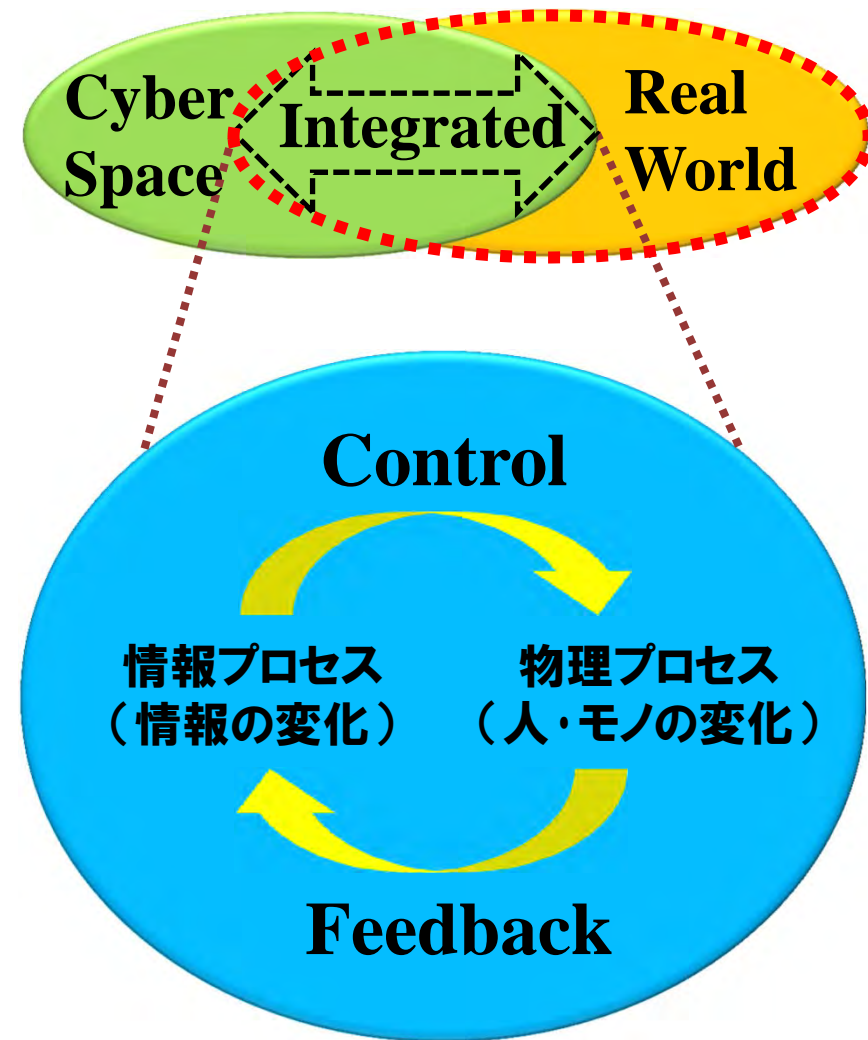 Cyber
Space
Integrated
Real
World
Control
情報プロセス
（情報の変化）
物理プロセス
（人・モノの変化）
Feedback